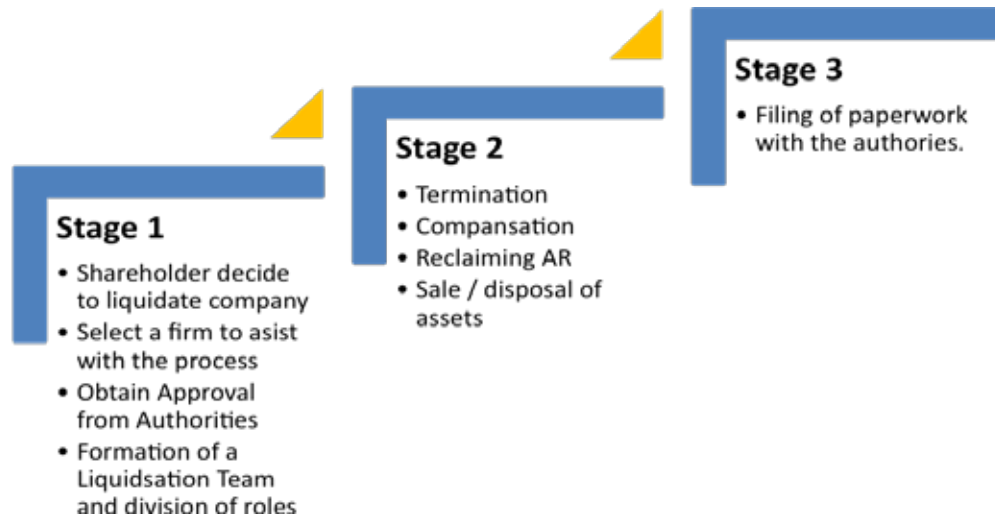 Stage 1
• Shareholder decide
to liquidate company
• Select a firm to asist
with the process
• Obtain Approval
from Authorities
• Formation of a
Liquidsation Team
and division of roles
Stage 2
• Termination
• Compansation
• Reclaiming AR
• Sale / disposal of
assets
Stage 3
• Filing of paperwork
with the authories.